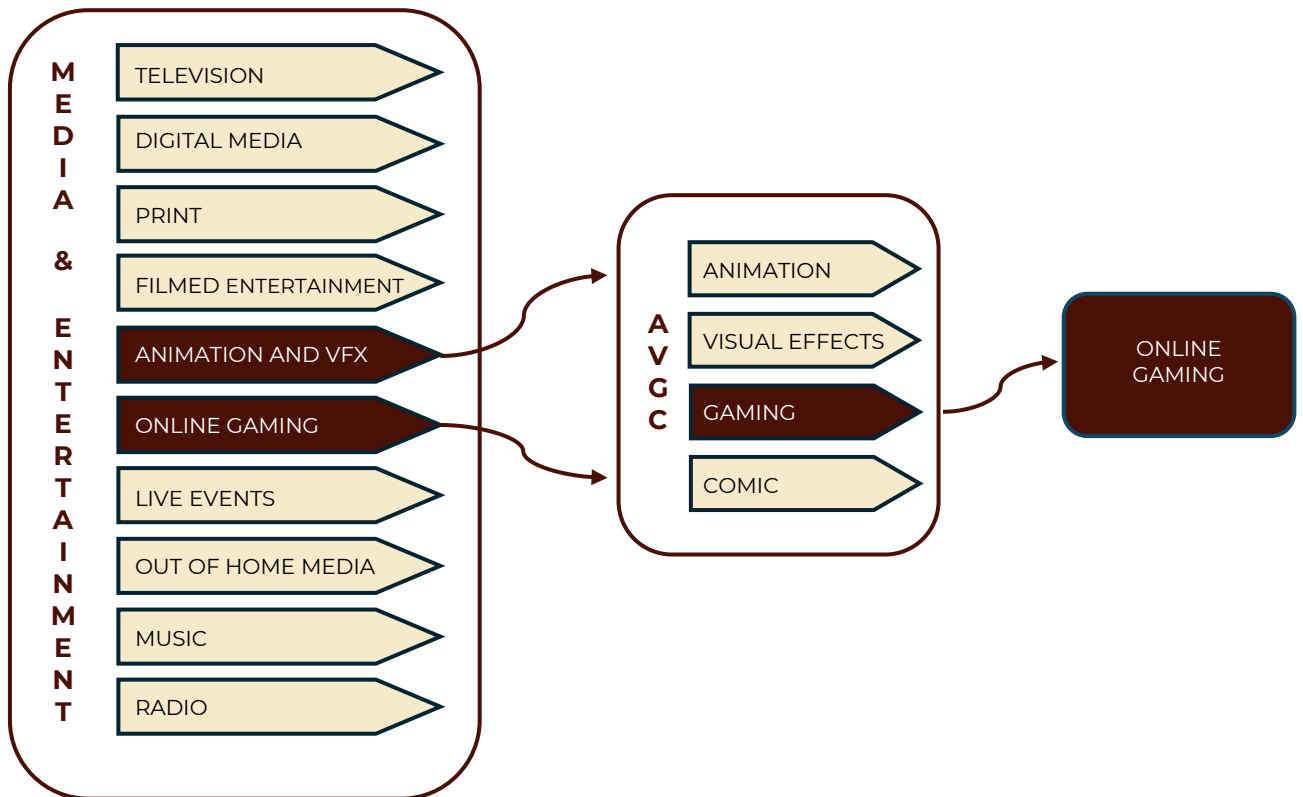 MEDIA & ENTERTAINMENT
TELEVISION
DIGITAL MEDIA
PRINT
FILMED ENTERTAINMENT
ANIMATION AND VFX
ONLINE GAMING
LIVE EVENTS
OUT OF HOME MEDIA
MUSIC
RADIO
AVGC
ANIMATION
VISUAL EFFECTS
GAMING
COMIC
ONLINE
GAMING